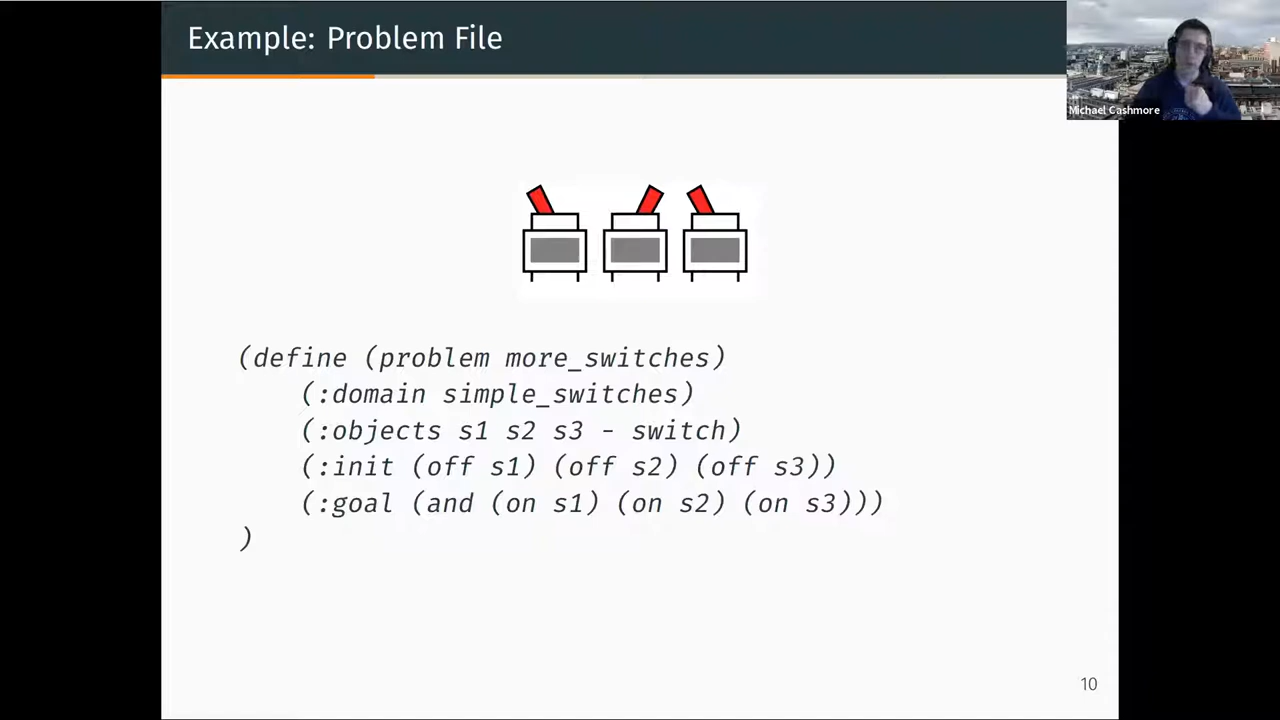 Example: Problem File
Michael Cashmore
(define (problem more_switches)
(:domain simple_switches)
(:objects s1 s2 s3 - switch)
(:init (off s1) (off s2) (off s3))
(:goal (and (on s1) (on s2) (on s3)))
)
10